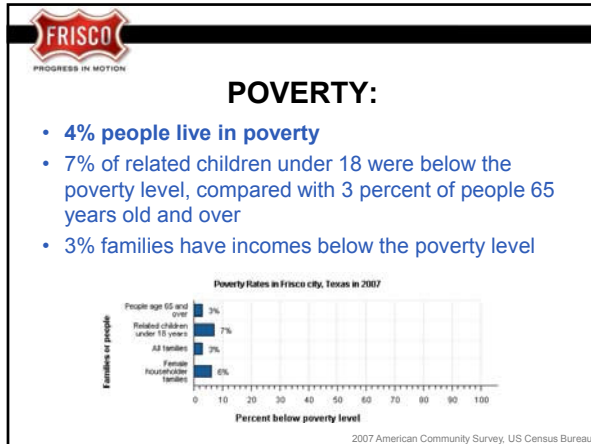 FRISCO
PROGRESS IN MOTION
POVERTY:
• 4% people live in poverty
• 7% of related children under 18 were below the
poverty level, compared with 3 percent of people 65
years old and over
• 3% families have incomes below the poverty level
Poverty Rates in Frisco city, Texas in 2007
Families or people
People age 65 and
over
3%
Related children
under 18 years
7%
All families
3%
Female
householder
families
6%
0 10 20 30 40 50 60 70 80 90 100
Percent below poverty level
2007 American Community Survey, US Census Bureau